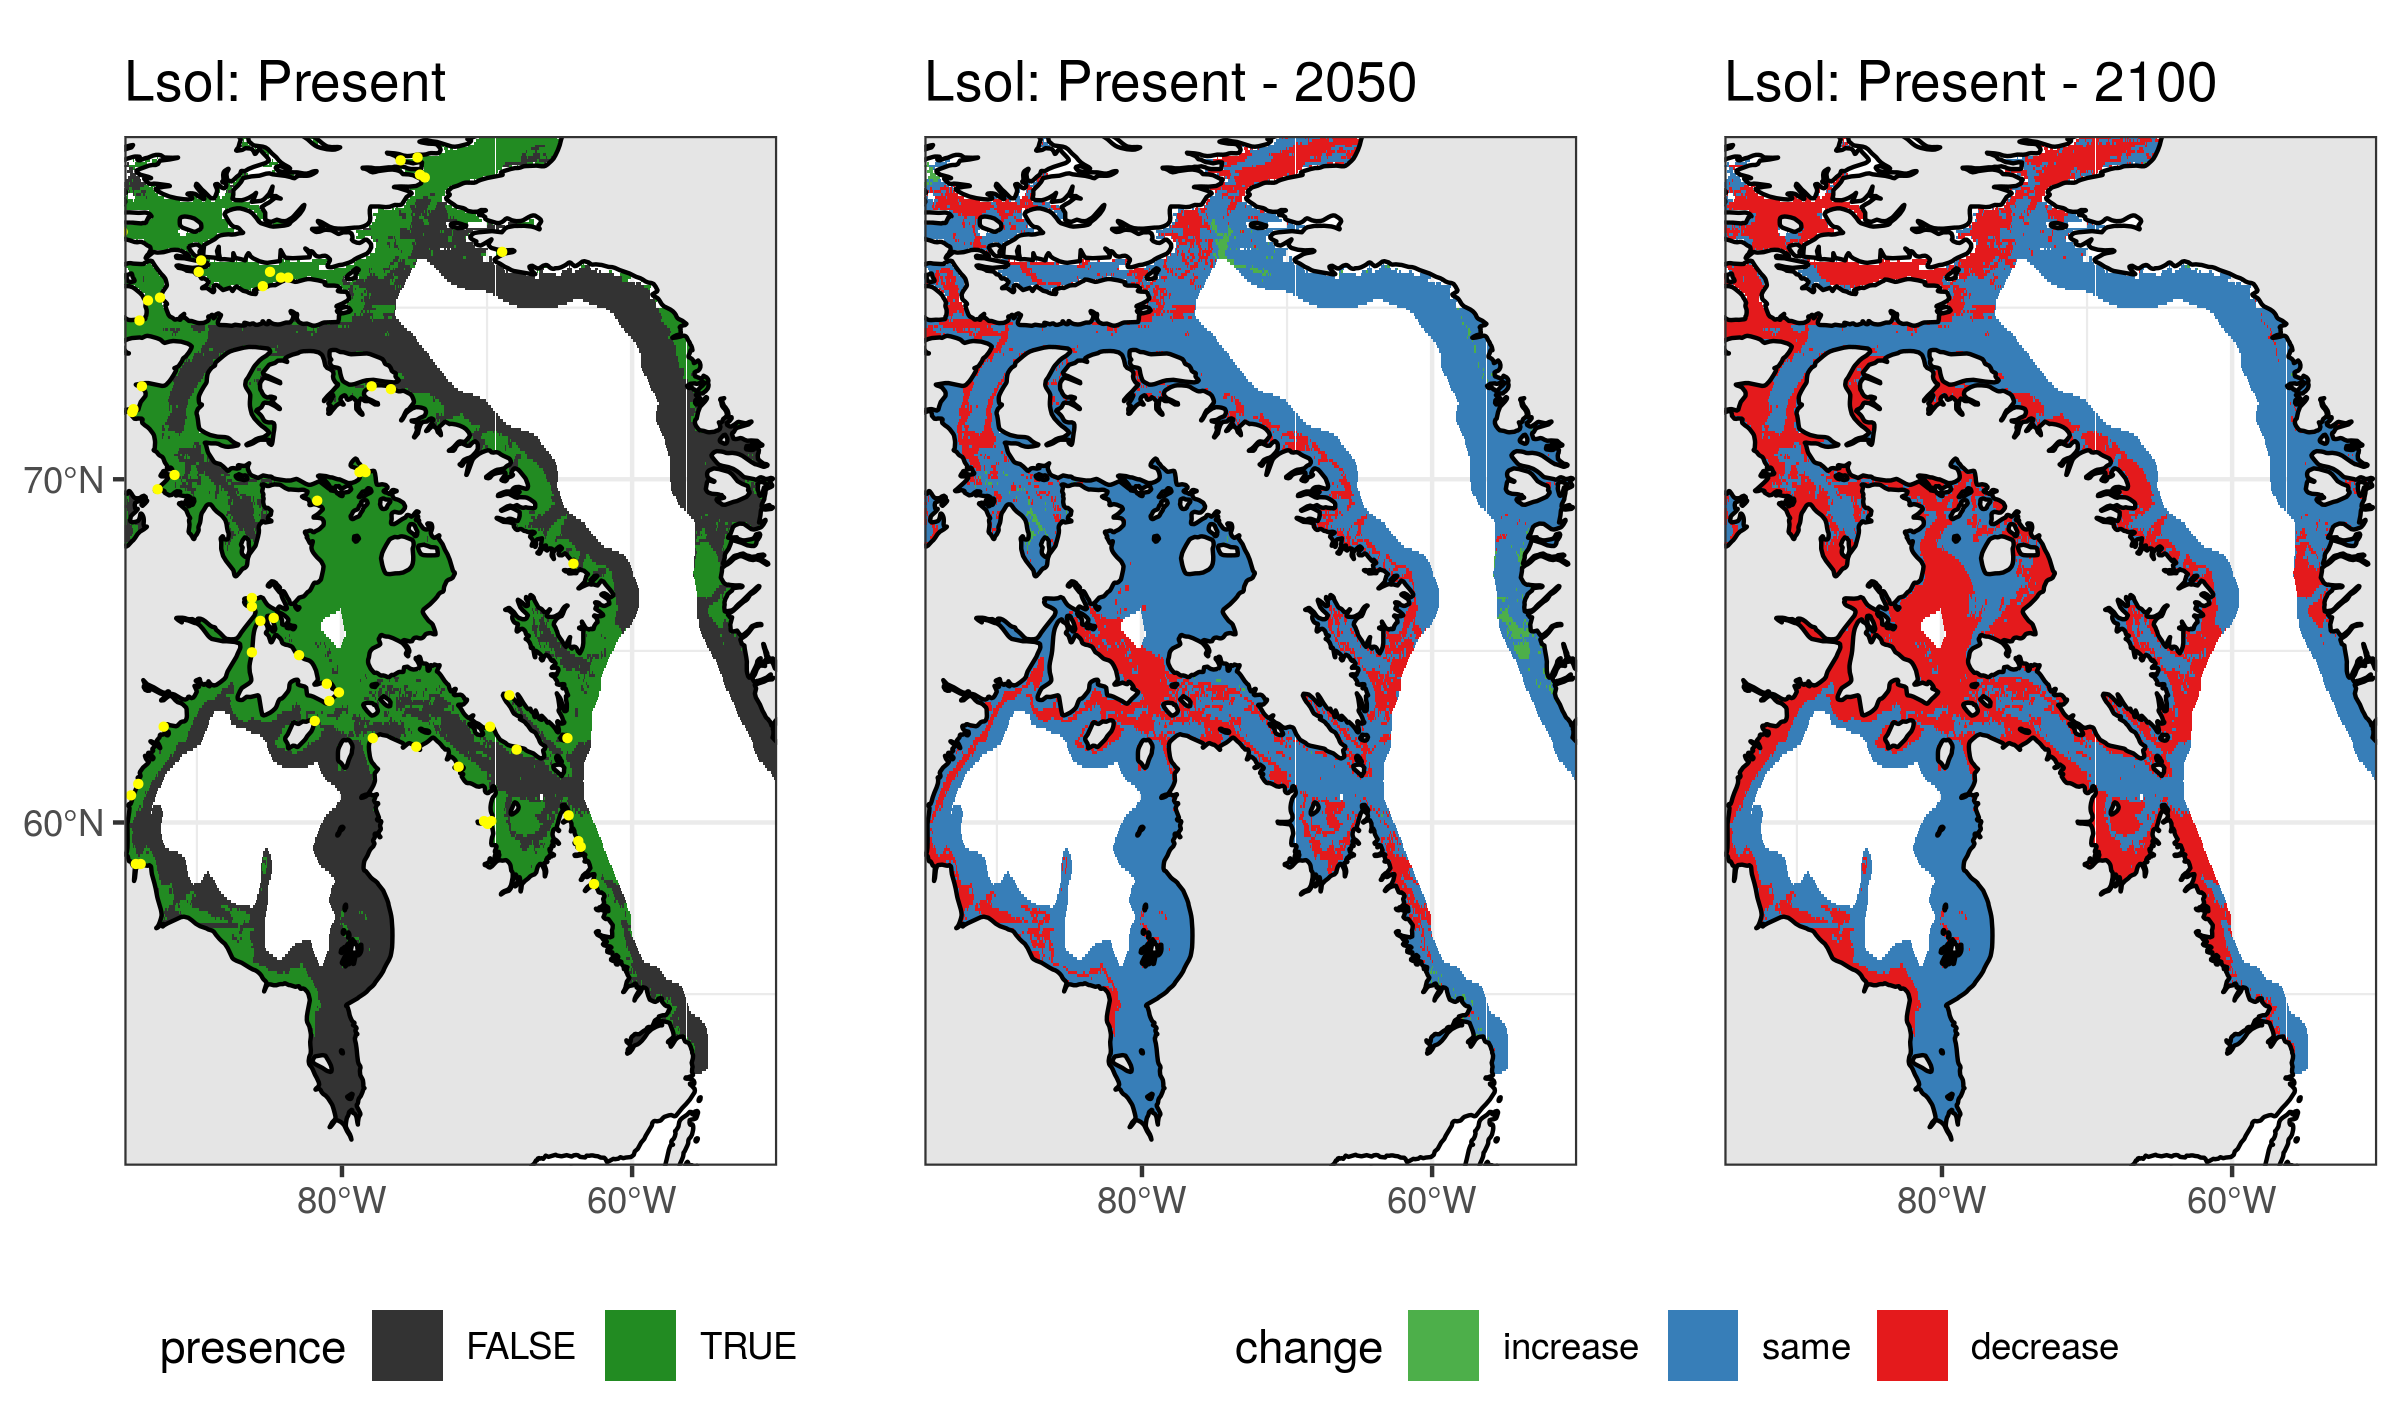 Lsol: Present
Lsol: Present - 2050
Lsol: Present - 2100
70°N
60°N
80°W
60°W
80°W
60°W
80°W
60°W
presence
FALSE
TRUE
change
increase
same
decrease